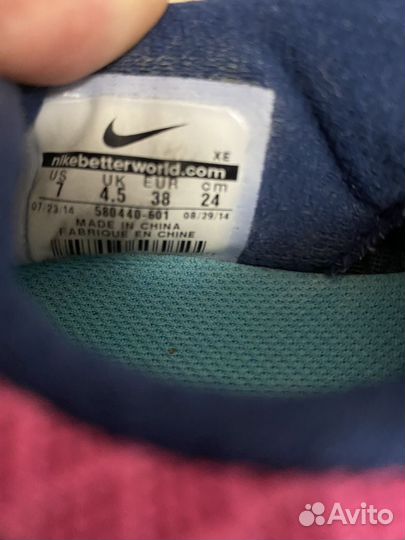 XE
nikebetterworld.com
US UK EUR cm
7 4.5 38 24
07/23/14 580440-601 08/29/14
MADE IN CHINA
FABRIQUE EN CHINE
Avito